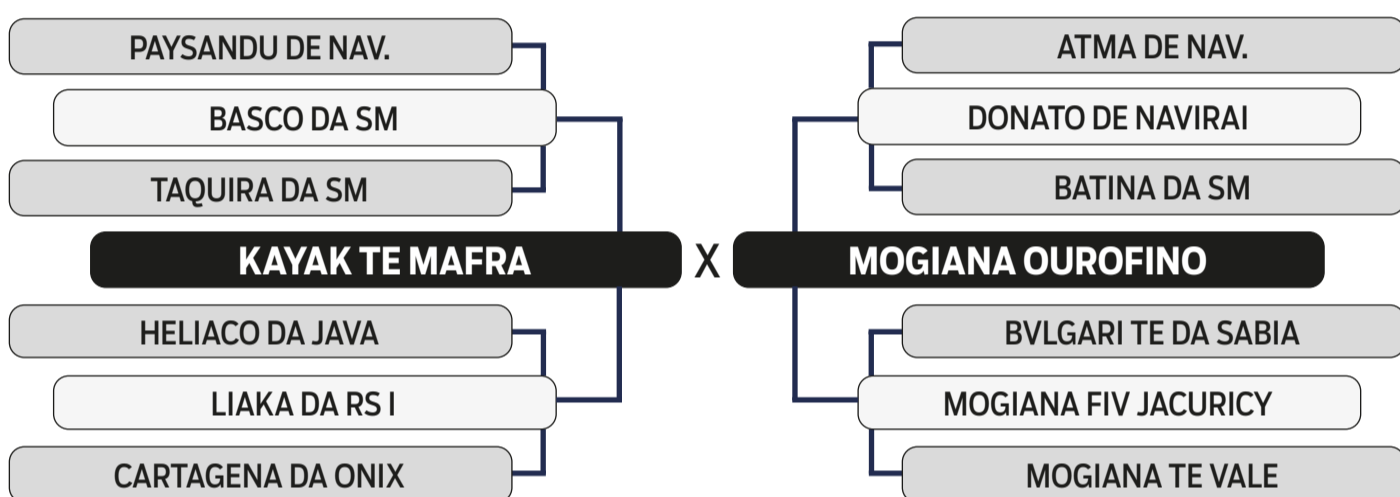 PAYSANDU DE NAV.
BASCO DA SM
TAQUIRA DA SM
KAYAK TE MAFRA
HELIACO DA JAVA
LIAKA DA RS I
CARTAGENA DA ONIX
X
ATMA DE NAV.
DONATO DE NAVIRAI
BATINA DA SM
MOGIANA OUROFINO
BVLGARI TE DA SABIA
MOGIANA FIV JACURICY
MOGIANA TE VALE